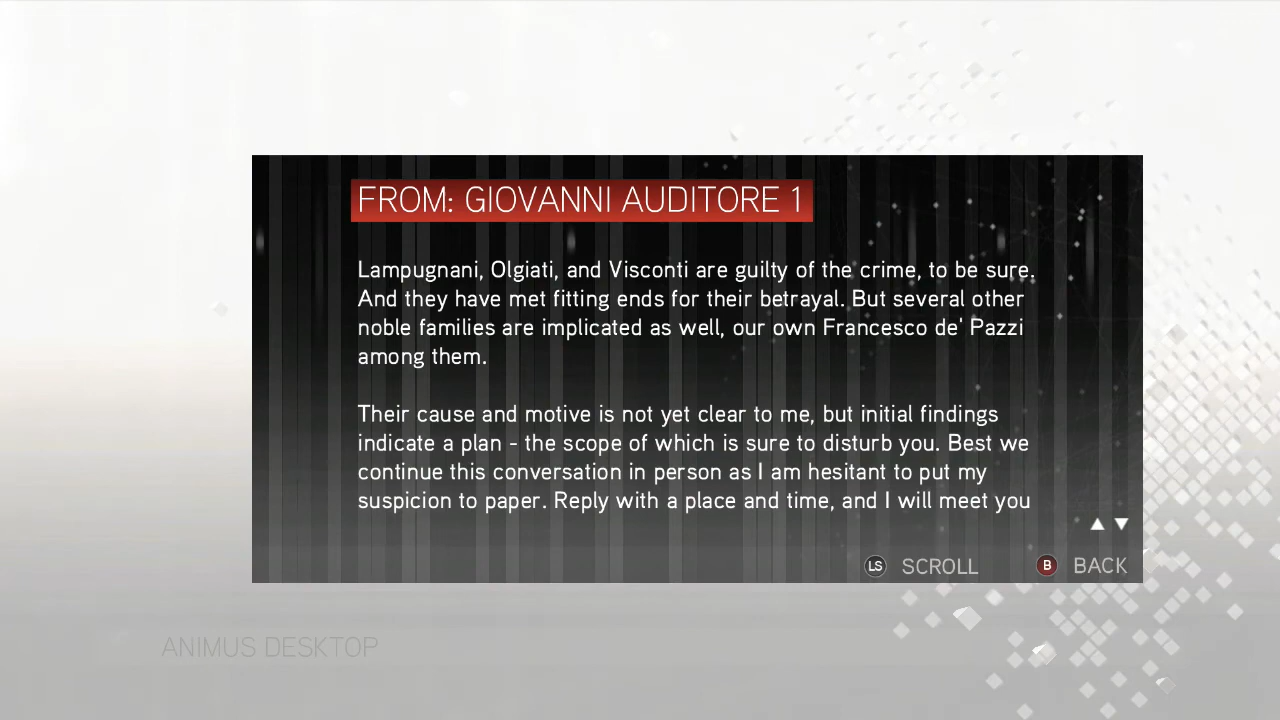 FROM: GIOVANNI AUDITORE 1
Lampugnani, Olgiati, and Visconti are guilty of the crime, to be sure.
And they have met fitting ends for their betrayal. But several other
noble families are implicated as well, our own Francesco de' Pazzi
among them.
Their cause and motive is not yet clear to me, but initial findings
indicate a plan - the scope of which is sure to disturb you. Best we
continue this conversation in person as I am hesitant to put my
suspicion to paper. Reply with a place and time, and I will meet you
LS SCROLL B BACK
ANIMUS DESKTOP